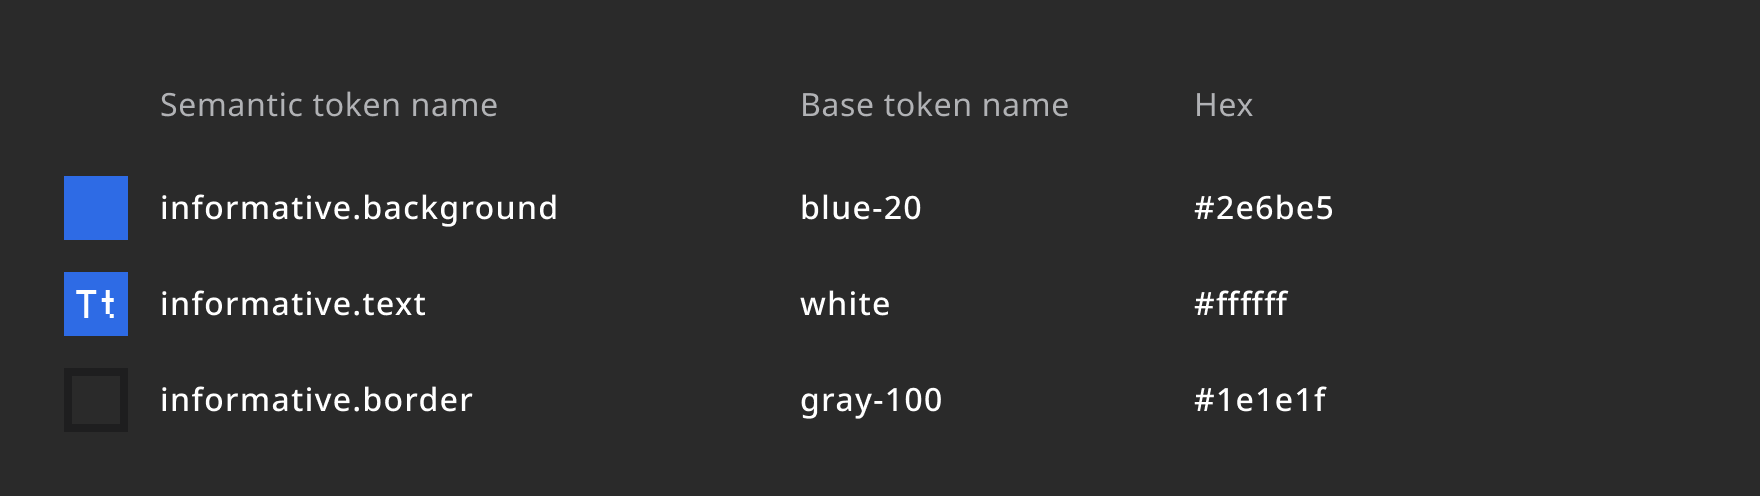 Semantic token name Base token name Hex
informative.background blue-20 #2e6be5
Tt informative.text white #ffffff
informative.border gray-100 #1e1e1f